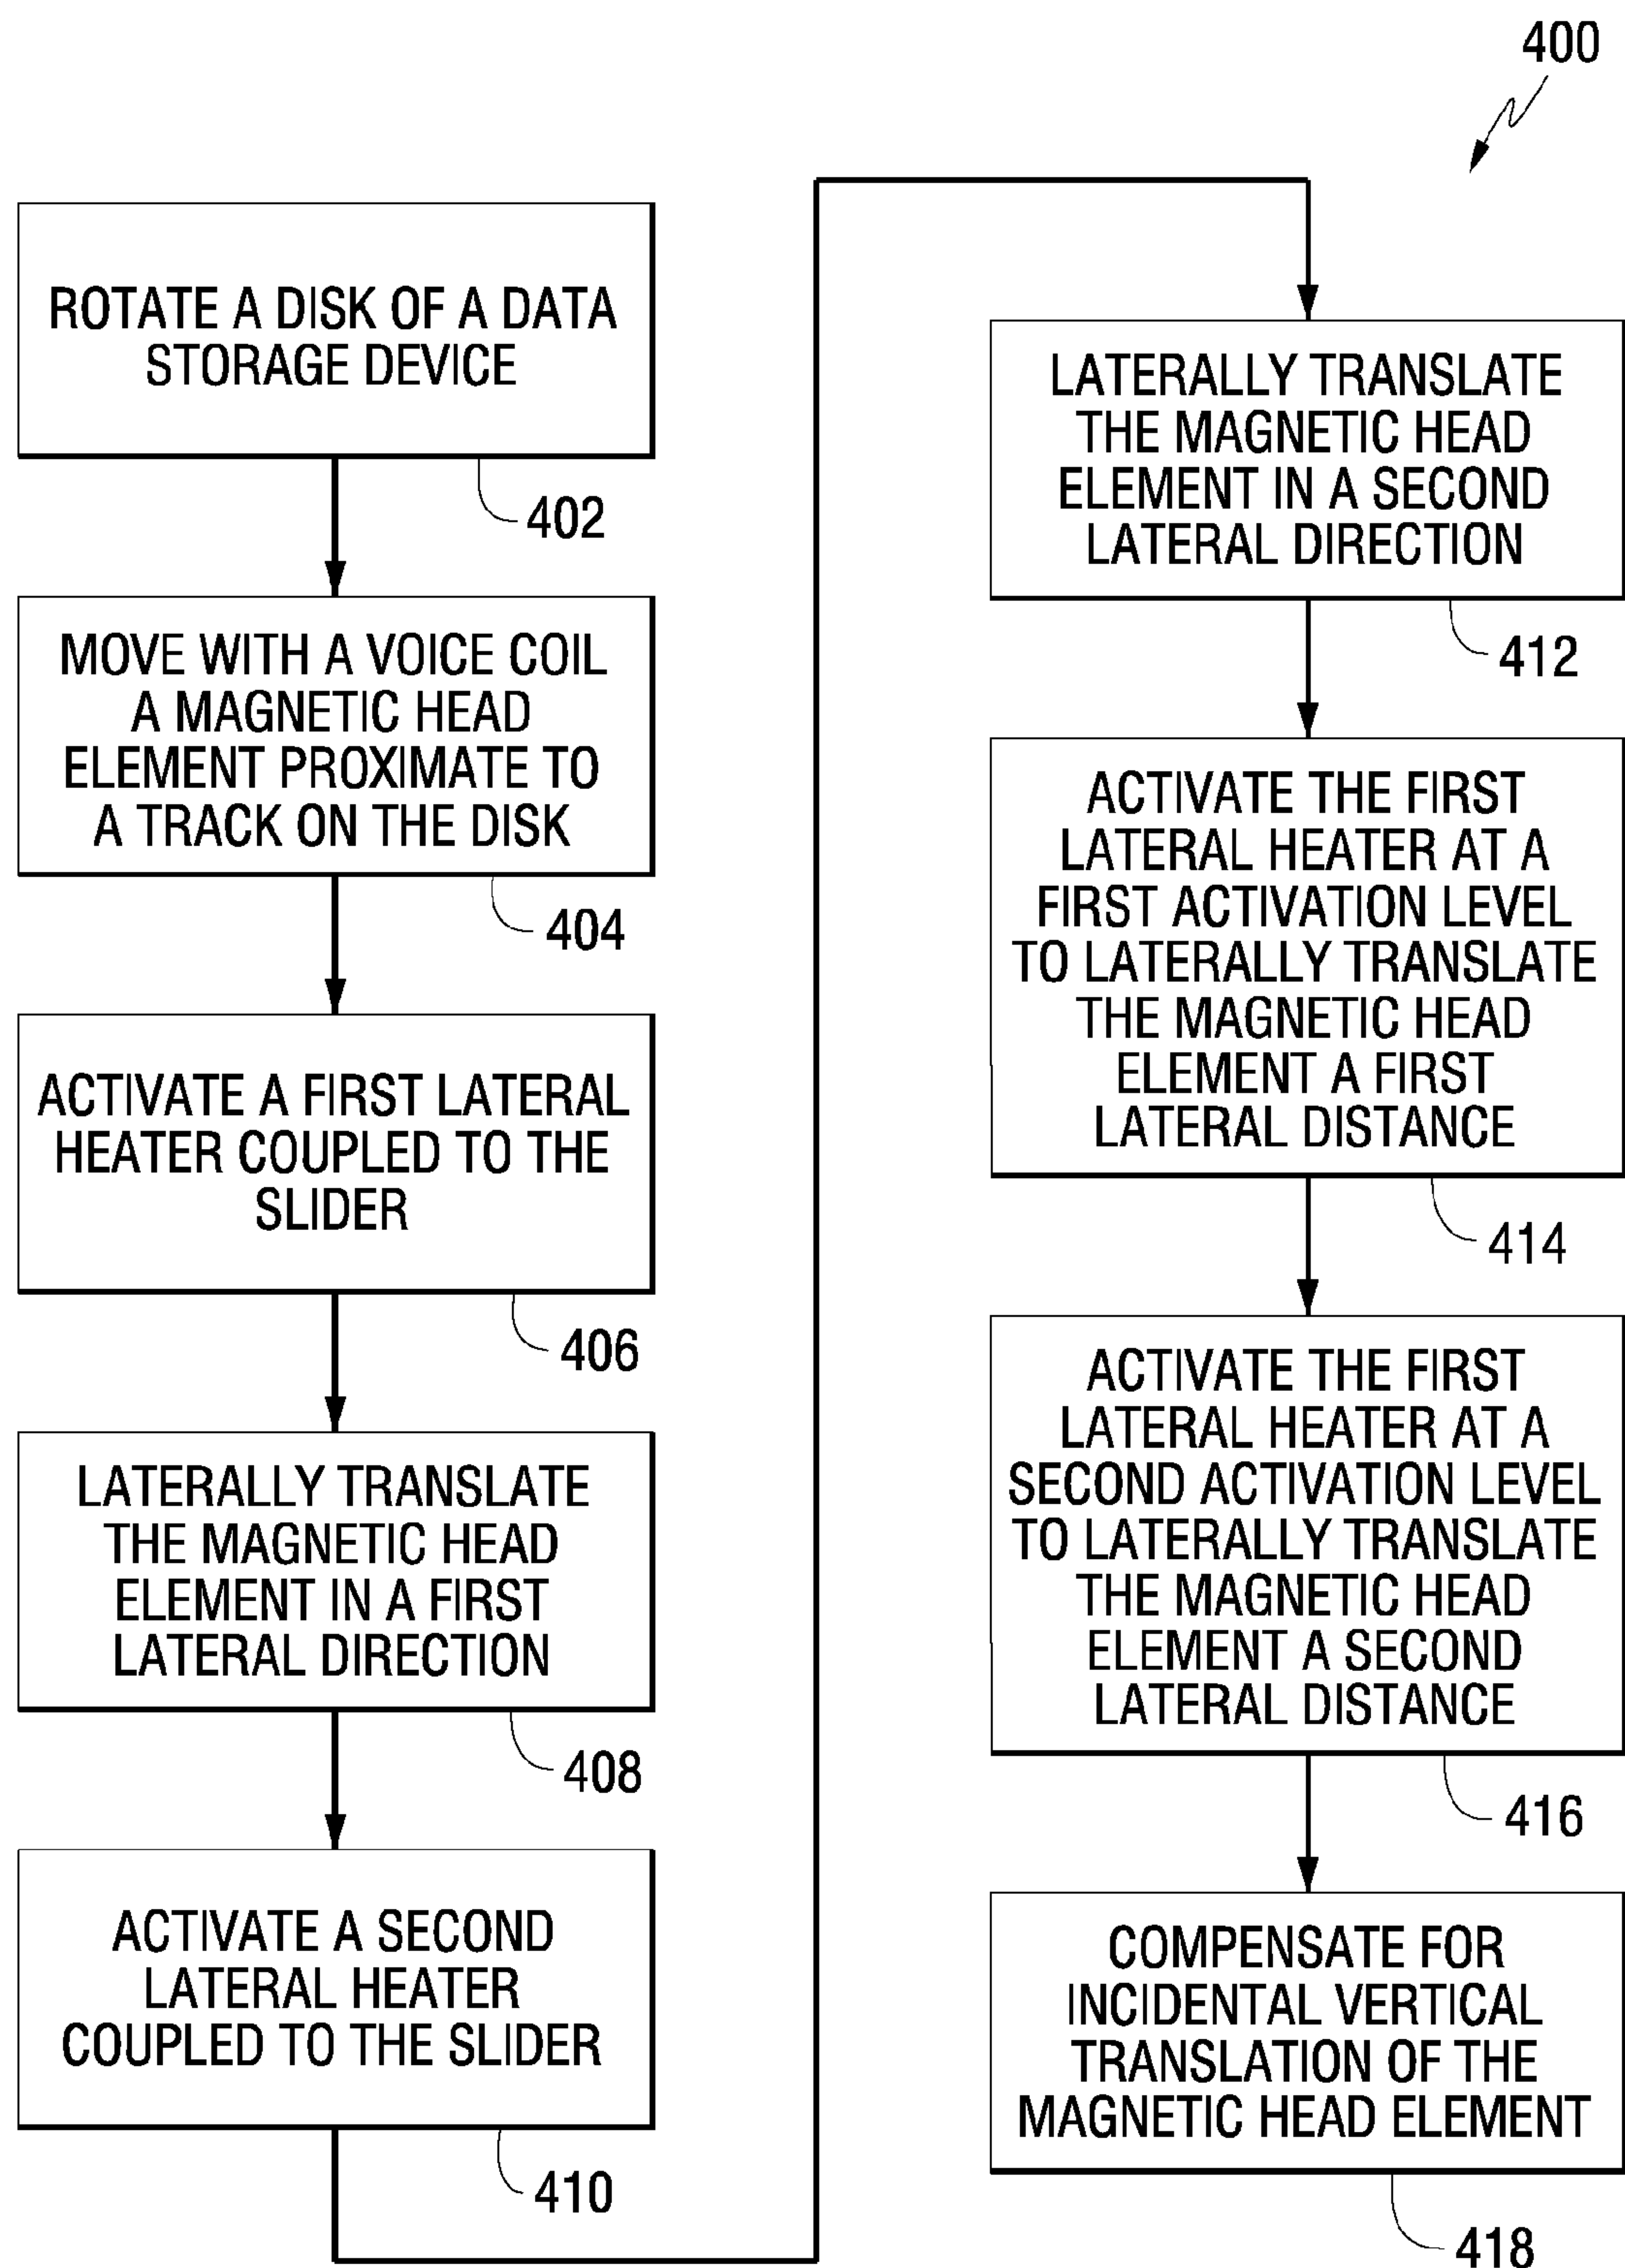 400
ROTATE A DISK OF A DATA
STORAGE DEVICE
402
MOVE WITH A VOICE COIL
A MAGNETIC HEAD
ELEMENT PROXIMATE TO
A TRACK ON THE DISK
404
ACTIVATE A FIRST LATERAL
HEATER COUPLED TO THE
SLIDER
406
LATERALLY TRANSLATE
THE MAGNETIC HEAD
ELEMENT IN A FIRST
LATERAL DIRECTION
408
ACTIVATE A SECOND
LATERAL HEATER
COUPLED TO THE SLIDER
410
LATERALLY TRANSLATE
THE MAGNETIC HEAD
ELEMENT IN A SECOND
LATERAL DIRECTION
412
ACTIVATE THE FIRST
LATERAL HEATER AT A
FIRST ACTIVATION LEVEL
TO LATERALLY TRANSLATE
THE MAGNETIC HEAD
ELEMENT A FIRST
LATERAL DISTANCE
414
ACTIVATE THE FIRST
LATERAL HEATER AT A
SECOND ACTIVATION LEVEL
TO LATERALLY TRANSLATE
THE MAGNETIC HEAD
ELEMENT A SECOND
LATERAL DISTANCE
416
COMPENSATE FOR
INCIDENTAL VERTICAL
TRANSLATION OF THE
MAGNETIC HEAD ELEMENT
418